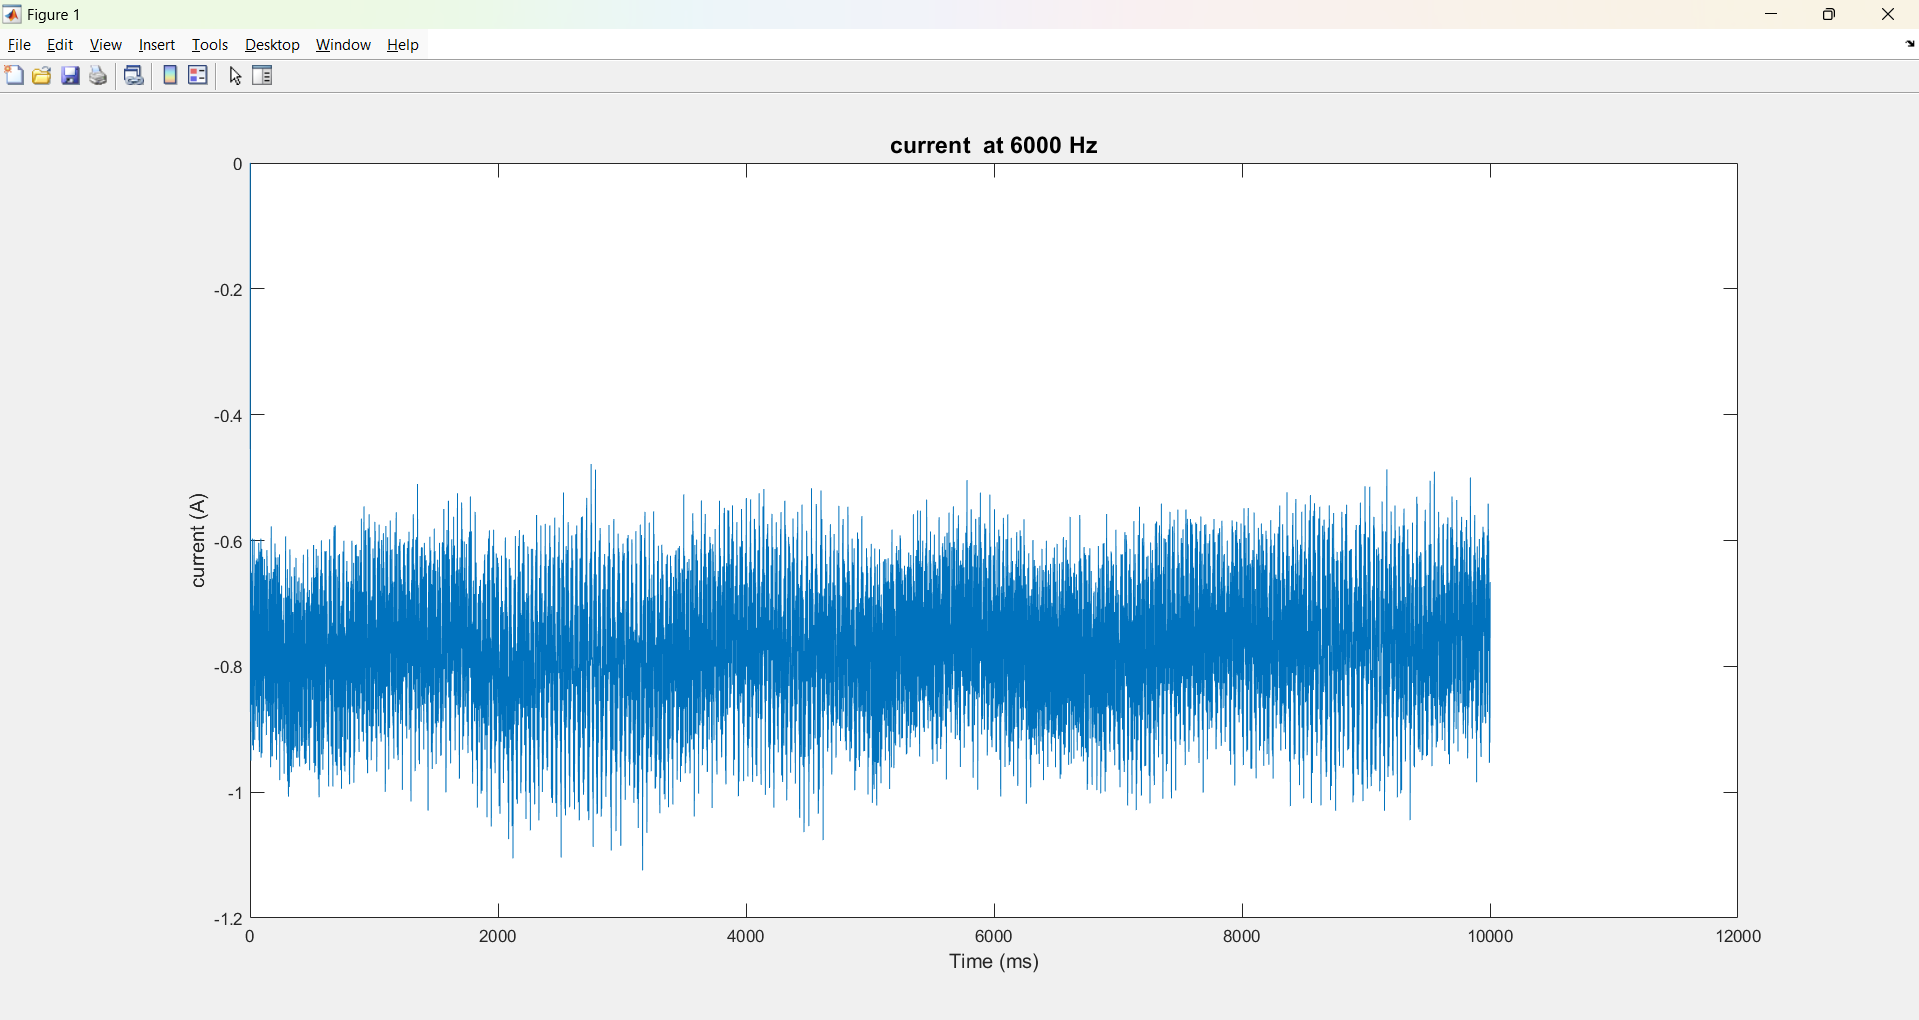 Figure 1
File Edit View Insert Tools Desktop Window Help
current  at 6000 Hz
0
-0.2
-0.4
-0.6
-0.8
-1
-1.2
current (A)
0 2000 4000 6000 8000 10000 12000
Time (ms)